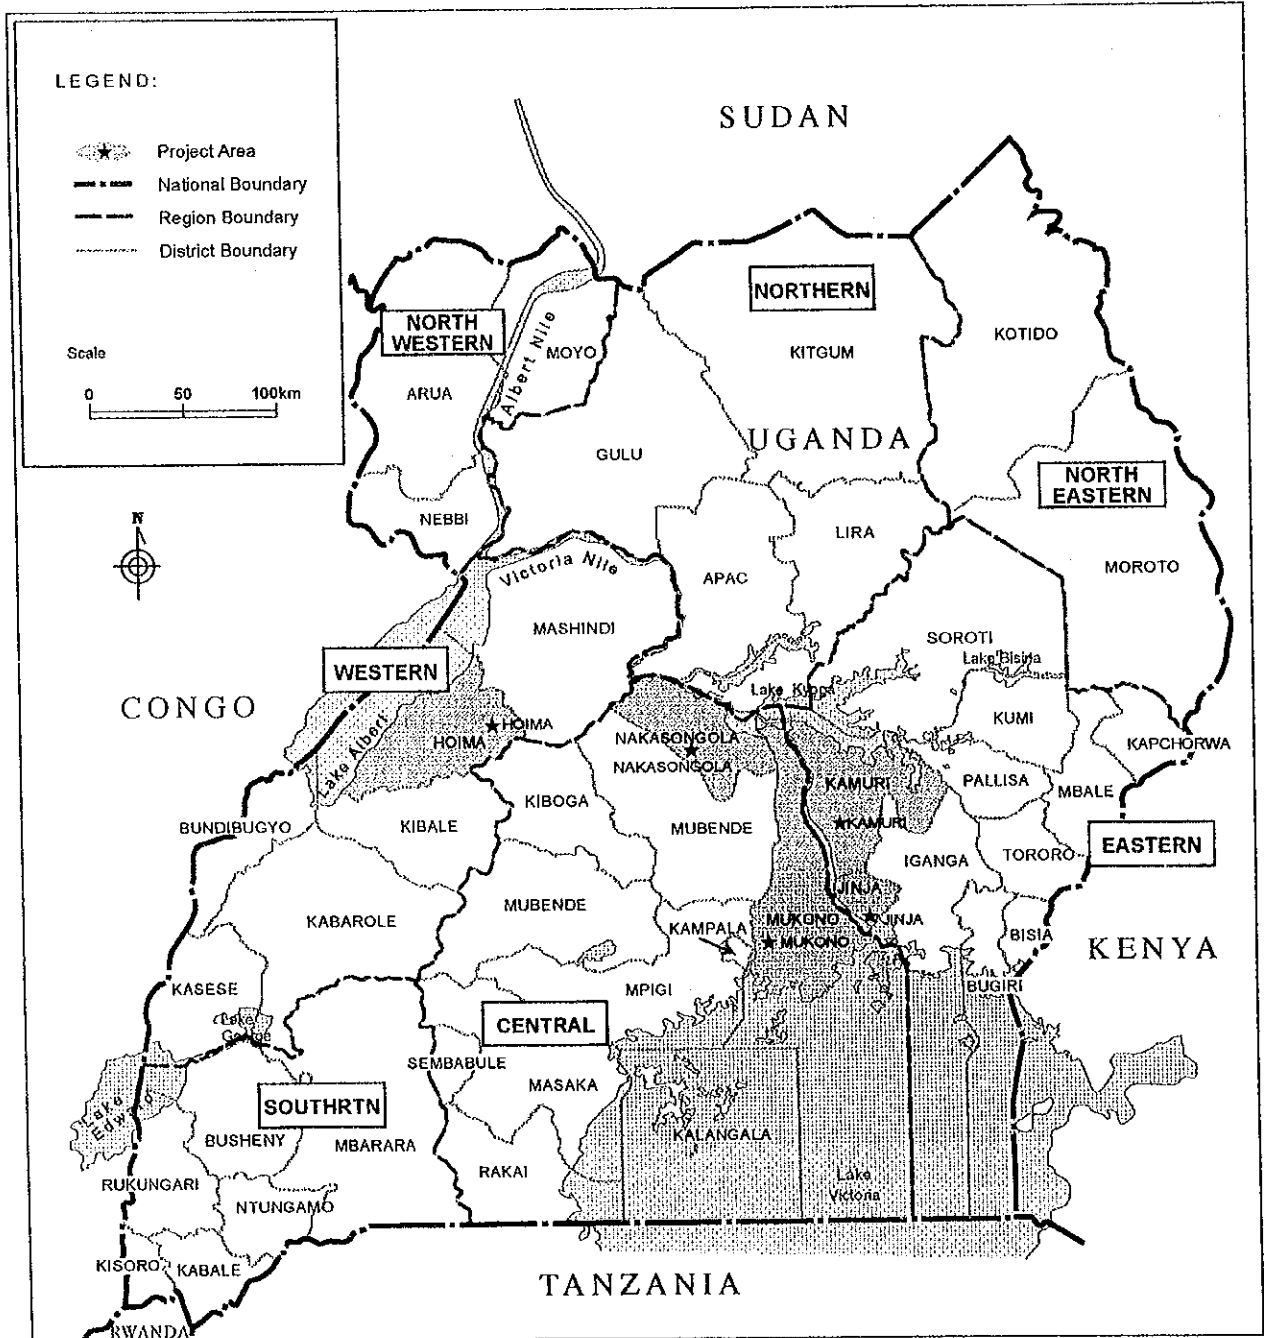 LEGEND:
Project Area
National Boundary
Region Boundary
District Boundary
Scale
0 50 100km
N
SUDAN
NORTHERN
NORTH
WESTERN
Albert Nile
MOYO
KITGUM
KOTIDO
ARUA
UGANDA
GULU
NORTH
EASTERN
NEBBI
LIRA
Victoria Nile
APAC
MOROTO
MASHINDI
SOROTI
Lake Bisina
WESTERN
CONGO
Lake Kyoga
KUMI
HOIMA
HOIMA
NAKASONGOLA
NAKASONGOLA
KAPCHORWA
Lake Albert
KAMURI
PALLISA
MBALE
KIBOGA
BUNDIBUGYO
KIBALE
MUBENDE
KAMURI
EASTERN
IGANGA
TORORO
JINJA
MUBENDE
KABAROLE
KAMPALA
MUKONO
JINJA
MUKONO
BISIA
KENYA
KASESE
MPIGI
BUGIRI
Lake
George
CENTRAL
SEMBABULE
MASAKA
Lake
Edward
SOUTHRTN
BUSHENY
MBARARA
KALANGALA
RAKAI
Lake
Victoria
RUKUNGARI
NTUNGAMO
KISORO
KABALE
TANZANIA
RWANDA